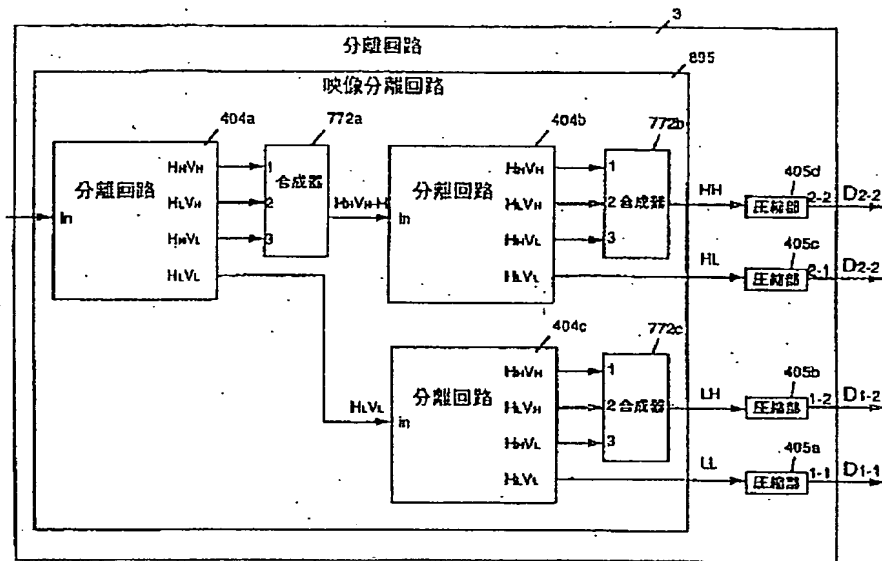 3
分離回路
895
映像分離回路
404a
772a
404b
772b
分離回路
In
HHVH
HLVH
HHVL
HLVL
1
2
3
合成器
HHVH-H
分離回路
In
HHVH
HLVH
HHVL
HLVL
1
2
3
合成器
HH
405d
圧縮部
2-2
D2-2
405c
HL
圧縮部
2-1
D2-2
404c
772c
HLVL
分離回路
in
HHVH
HLVH
HHVL
HLVL
1
2
3
合成器
LH
405b
圧縮部
1-2
D1-2
405a
LL
圧縮部
1-1
D1-1